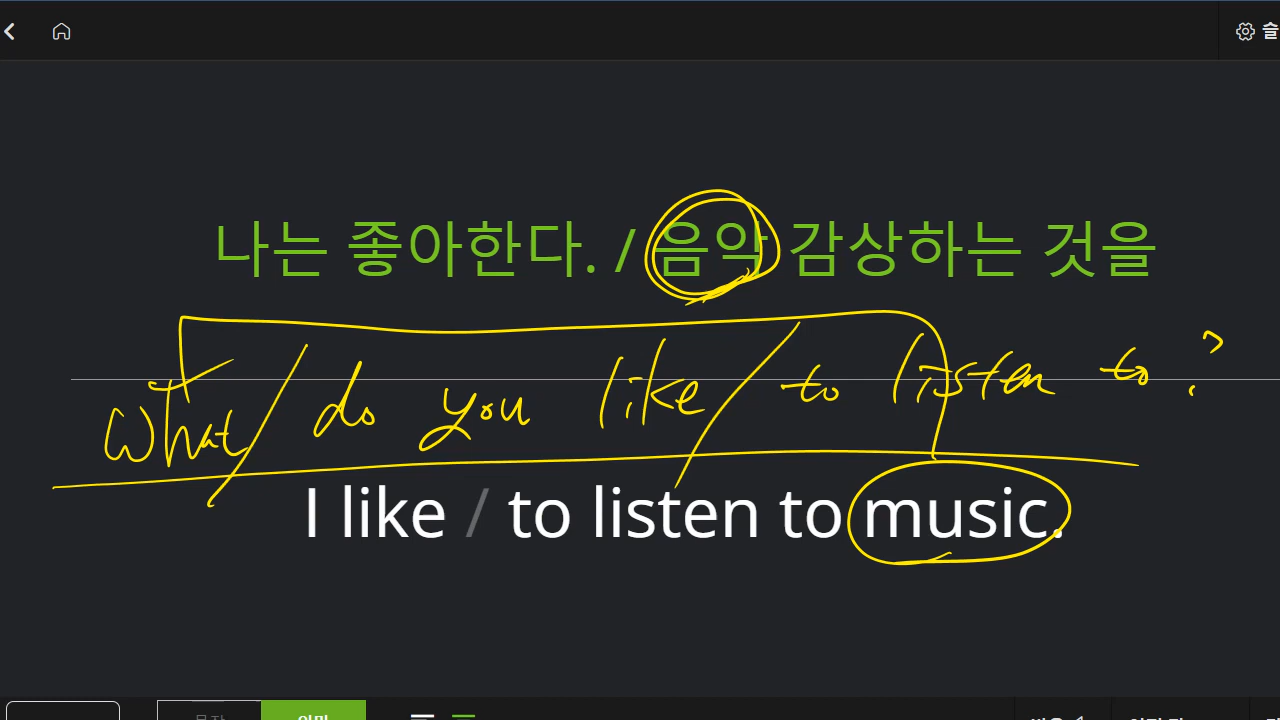 나는 좋아한다. / 음악 감상하는 것을
What / do you like / to listen to ?
I like / to listen to music.